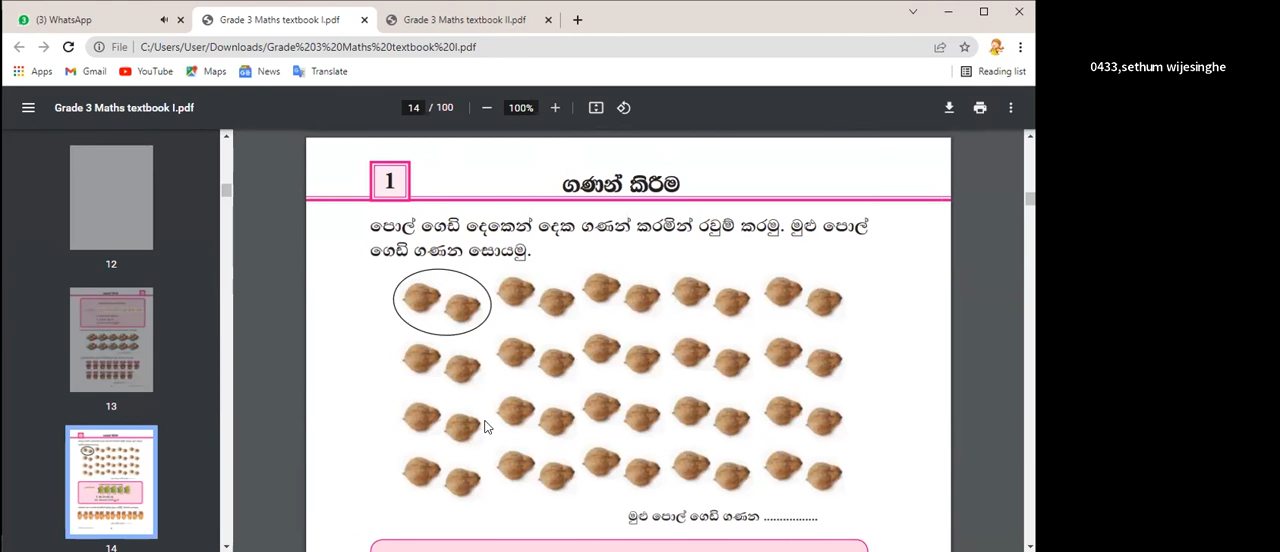 (3) WhatsApp
Grade 3 Maths textbook I.pdf
Grade 3 Maths textbook II.pdf
File
C:/Users/User/Downloads/Grade%203%20Maths%20textbook%20I.pdf
Apps
Gmail
YouTube
Maps
News
Translate
Reading list
0433,sethum wijesinghe
Grade 3 Maths textbook I.pdf
14 / 100
100%
12
13
14
1
ගණන් කිරීම
පොල් ගෙඩි දෙකෙන් දෙක ගණන් කරමින් රවුම් කරමු. මුළු පොල්
ගෙඩි ගණන සොයමු.
මුළු පොල් ගෙඩි ගණන .................